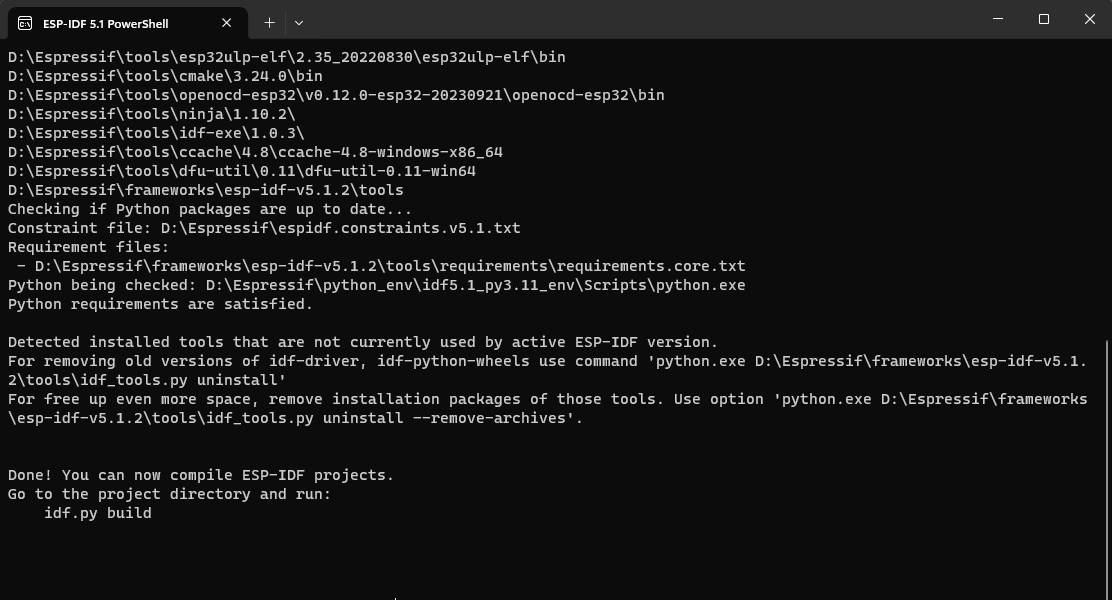 ESP-IDF 5.1 PowerShell
D:\Espressif\tools\esp32ulp-elf\2.35_20220830\esp32ulp-elf\bin
D:\Espressif\tools\cmake\3.24.0\bin
D:\Espressif\tools\openocd-esp32\v0.12.0-esp32-20230921\openocd-esp32\bin
D:\Espressif\tools\ninja\1.10.2\
D:\Espressif\tools\idf-exe\1.0.3\
D:\Espressif\tools\ccache\4.8\ccache-4.8-windows-x86_64
D:\Espressif\tools\dfu-util\0.11\dfu-util-0.11-win64
D:\Espressif\frameworks\esp-idf-v5.1.2\tools
Checking if Python packages are up to date...
Constraint file: D:\Espressif\espidf.constraints.v5.1.txt
Requirement files:
 - D:\Espressif\frameworks\esp-idf-v5.1.2\tools\requirements\requirements.core.txt
Python being checked: D:\Espressif\python_env\idf5.1_py3.11_env\Scripts\python.exe
Python requirements are satisfied.
Detected installed tools that are not currently used by active ESP-IDF version.
For removing old versions of idf-driver, idf-python-wheels use command 'python.exe D:\Espressif\frameworks\esp-idf-v5.1.
2\tools\idf_tools.py uninstall'
For free up even more space, remove installation packages of those tools. Use option 'python.exe D:\Espressif\frameworks
\esp-idf-v5.1.2\tools\idf_tools.py uninstall --remove-archives'.
Done! You can now compile ESP-IDF projects.
Go to the project directory and run:
    idf.py build